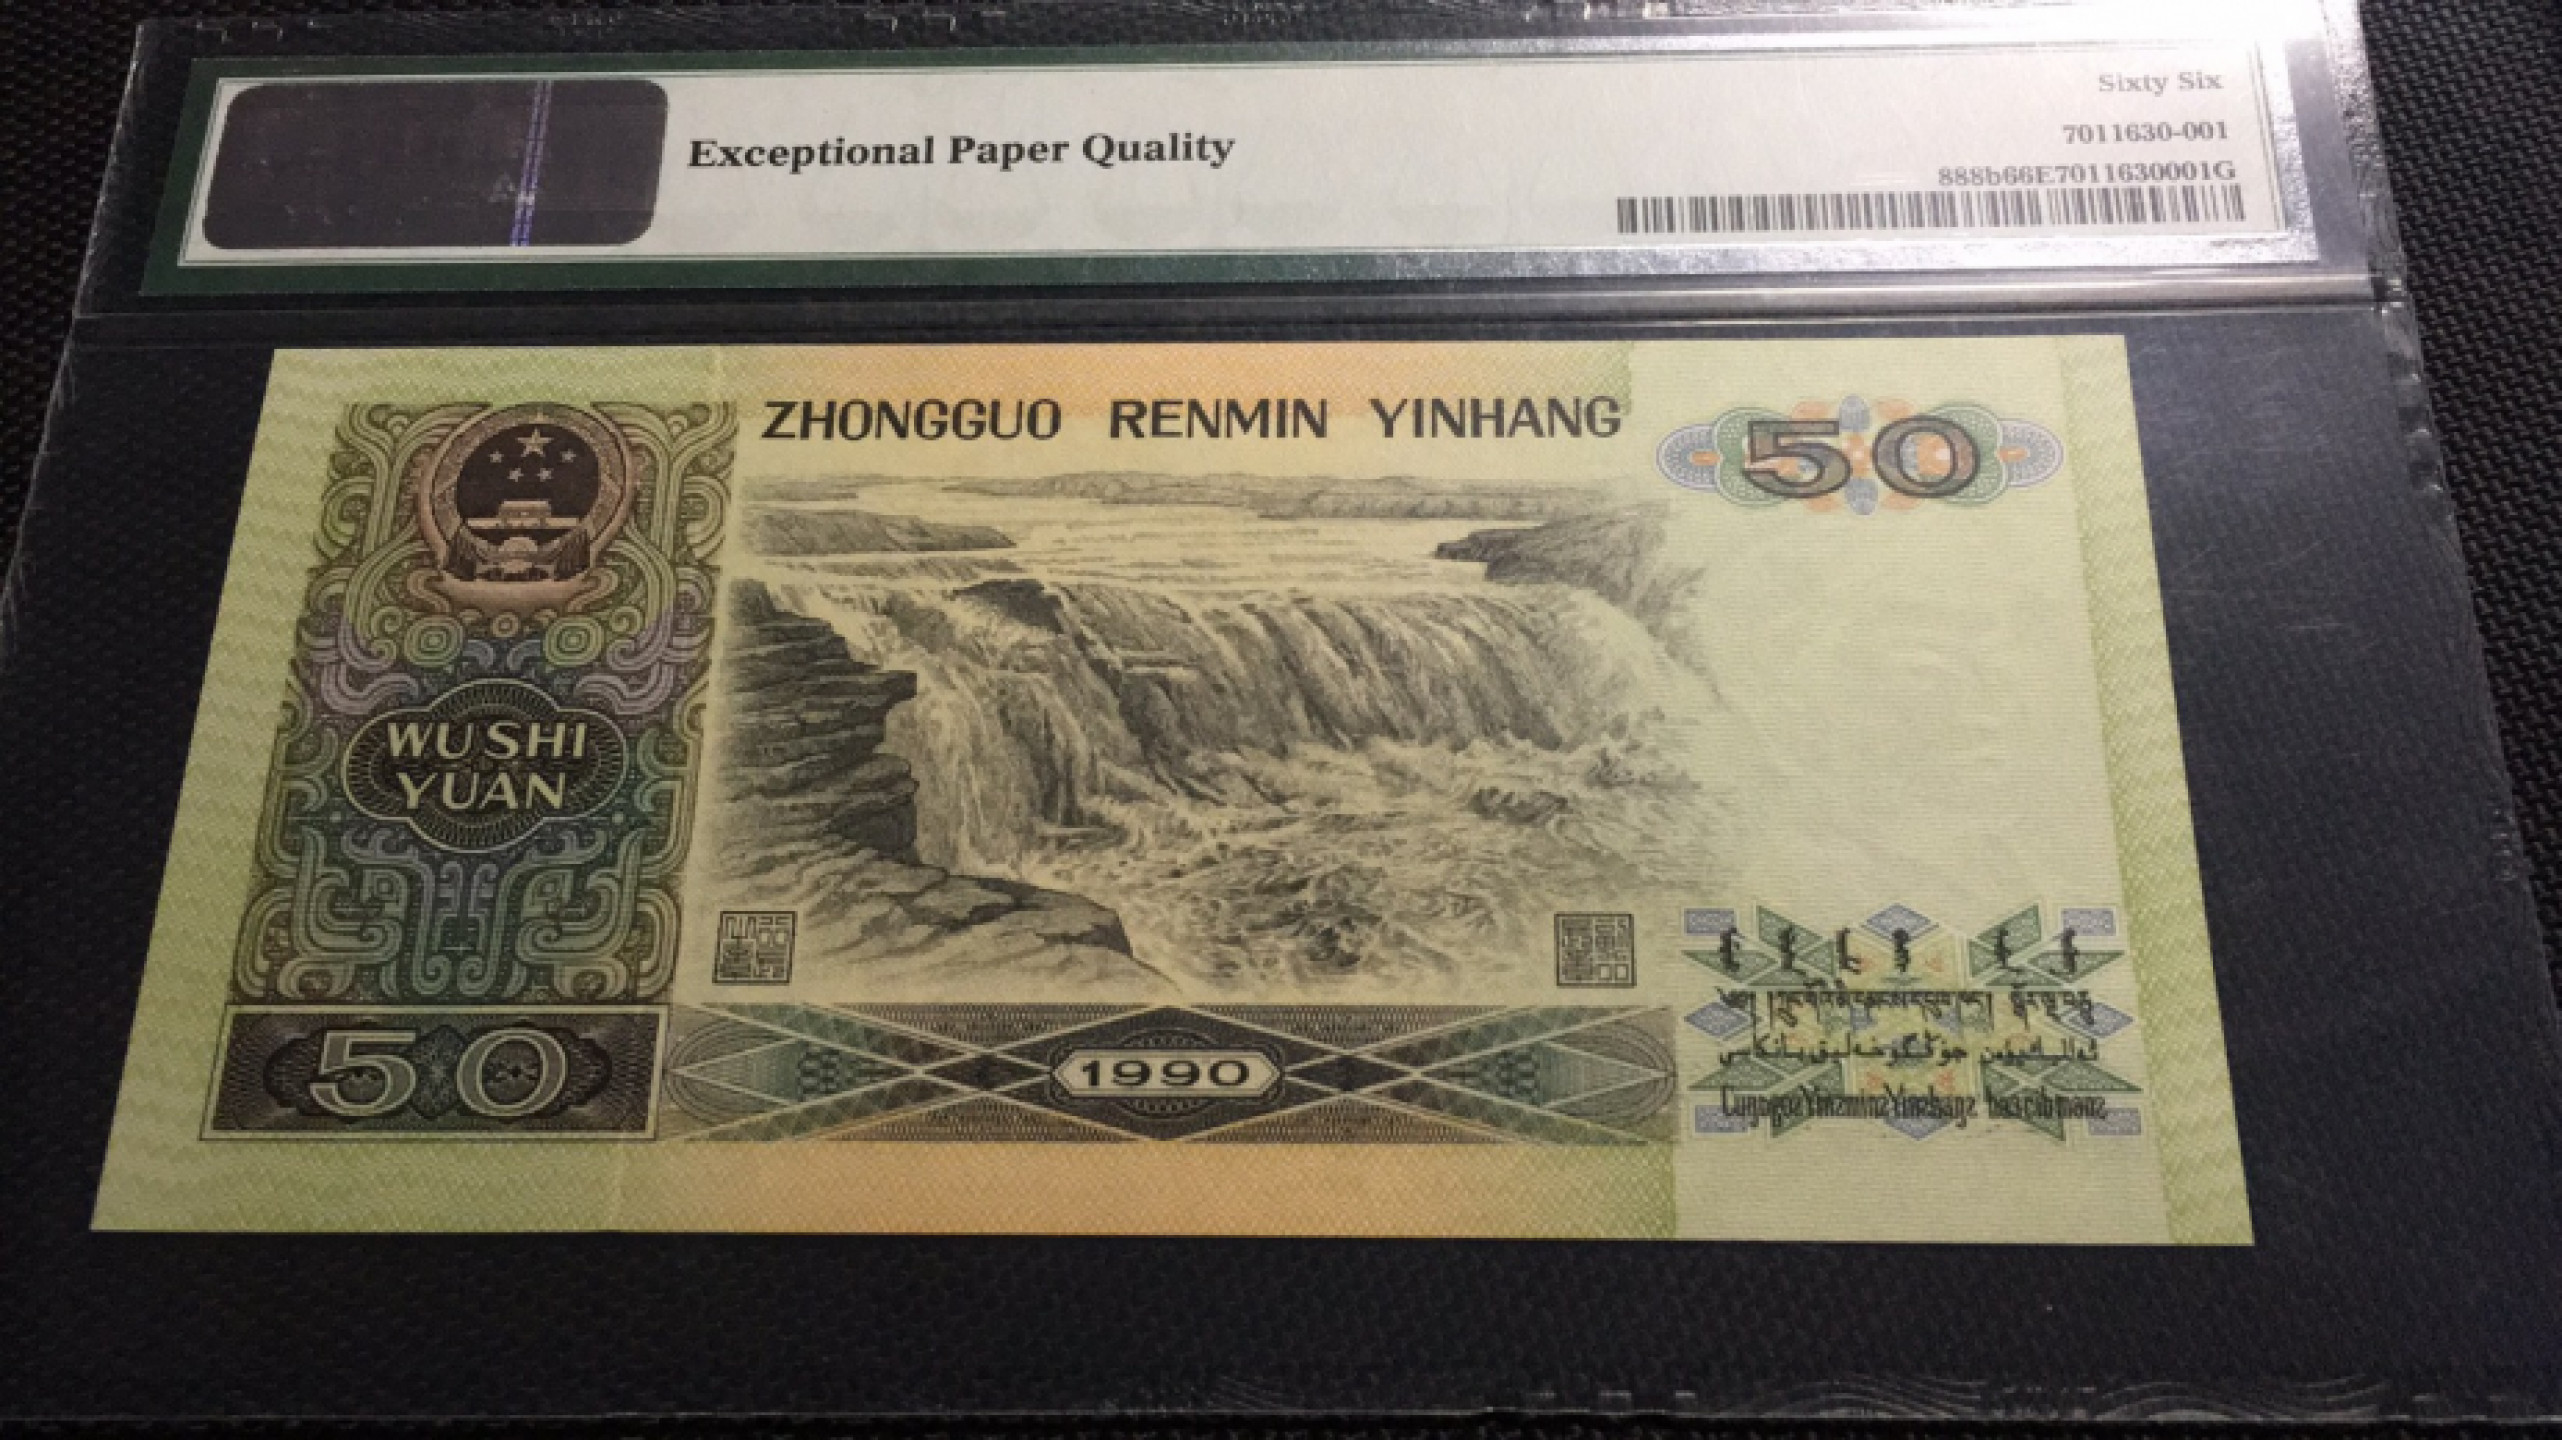 Sixty Six
7011630-001
Exceptional Paper Quality
888b66E7011630001G
ZHONGGUO RENMIN YINHANG
50
WU SHI
YUAN
50
1990